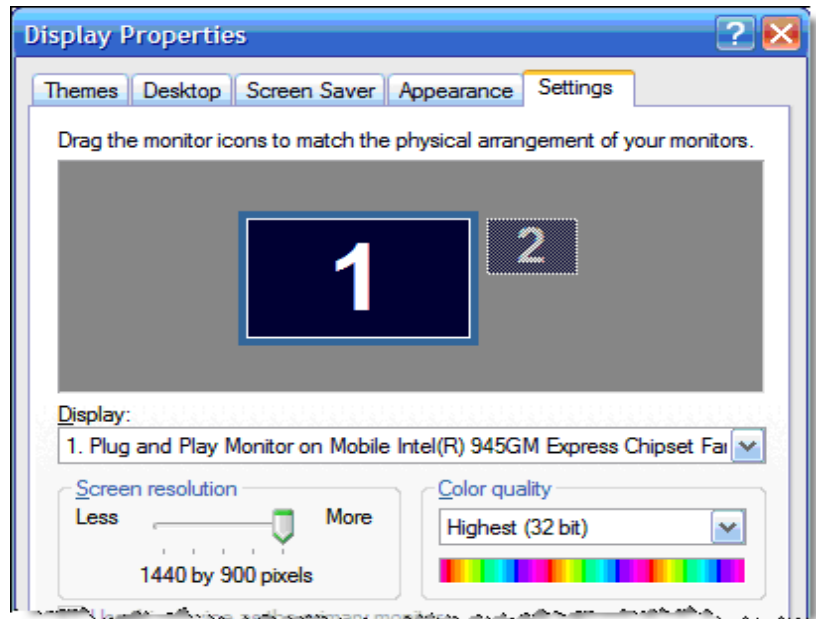 Display Properties
Themes Desktop Screen Saver Appearance Settings
Drag the monitor icons to match the physical arrangement of your monitors.
1 2
Display:
1. Plug and Play Monitor on Mobile Intel(R) 945GM Express Chipset Fai
Screen resolution Color quality
Less More
Highest (32 bit)
1440 by 900 pixels